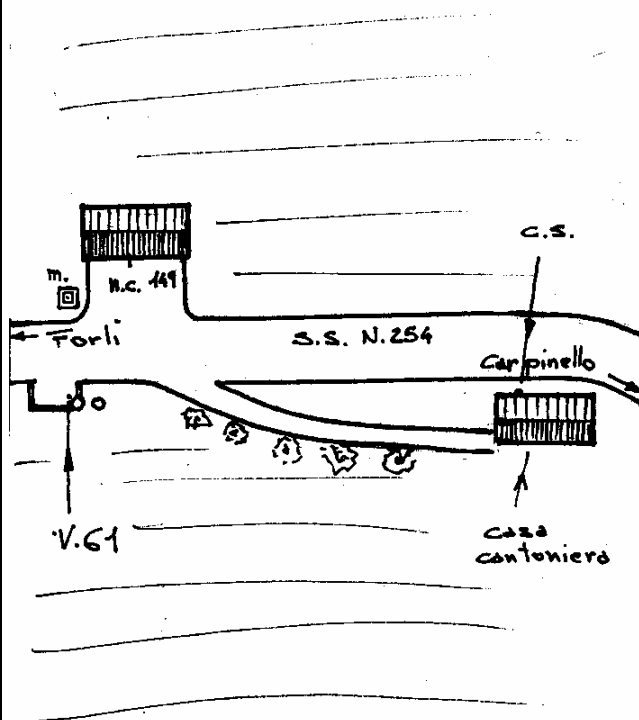 c.s.
m.
n.c. 149
Forlì
S.S. N.254
Carpinello
V.61
casa
cantoniera